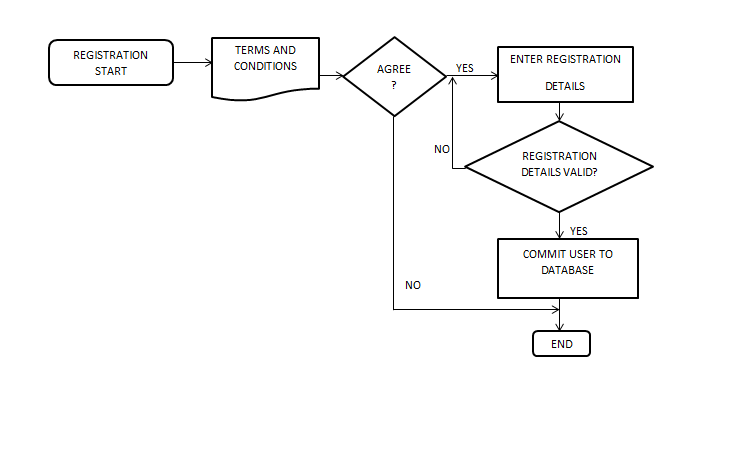 REGISTRATION
START
TERMS AND
CONDITIONS
AGREE
?
YES
ENTER REGISTRATION
DETAILS
NO
REGISTRATION
DETAILS VALID?
YES
COMMIT USER TO
DATABASE
NO
END